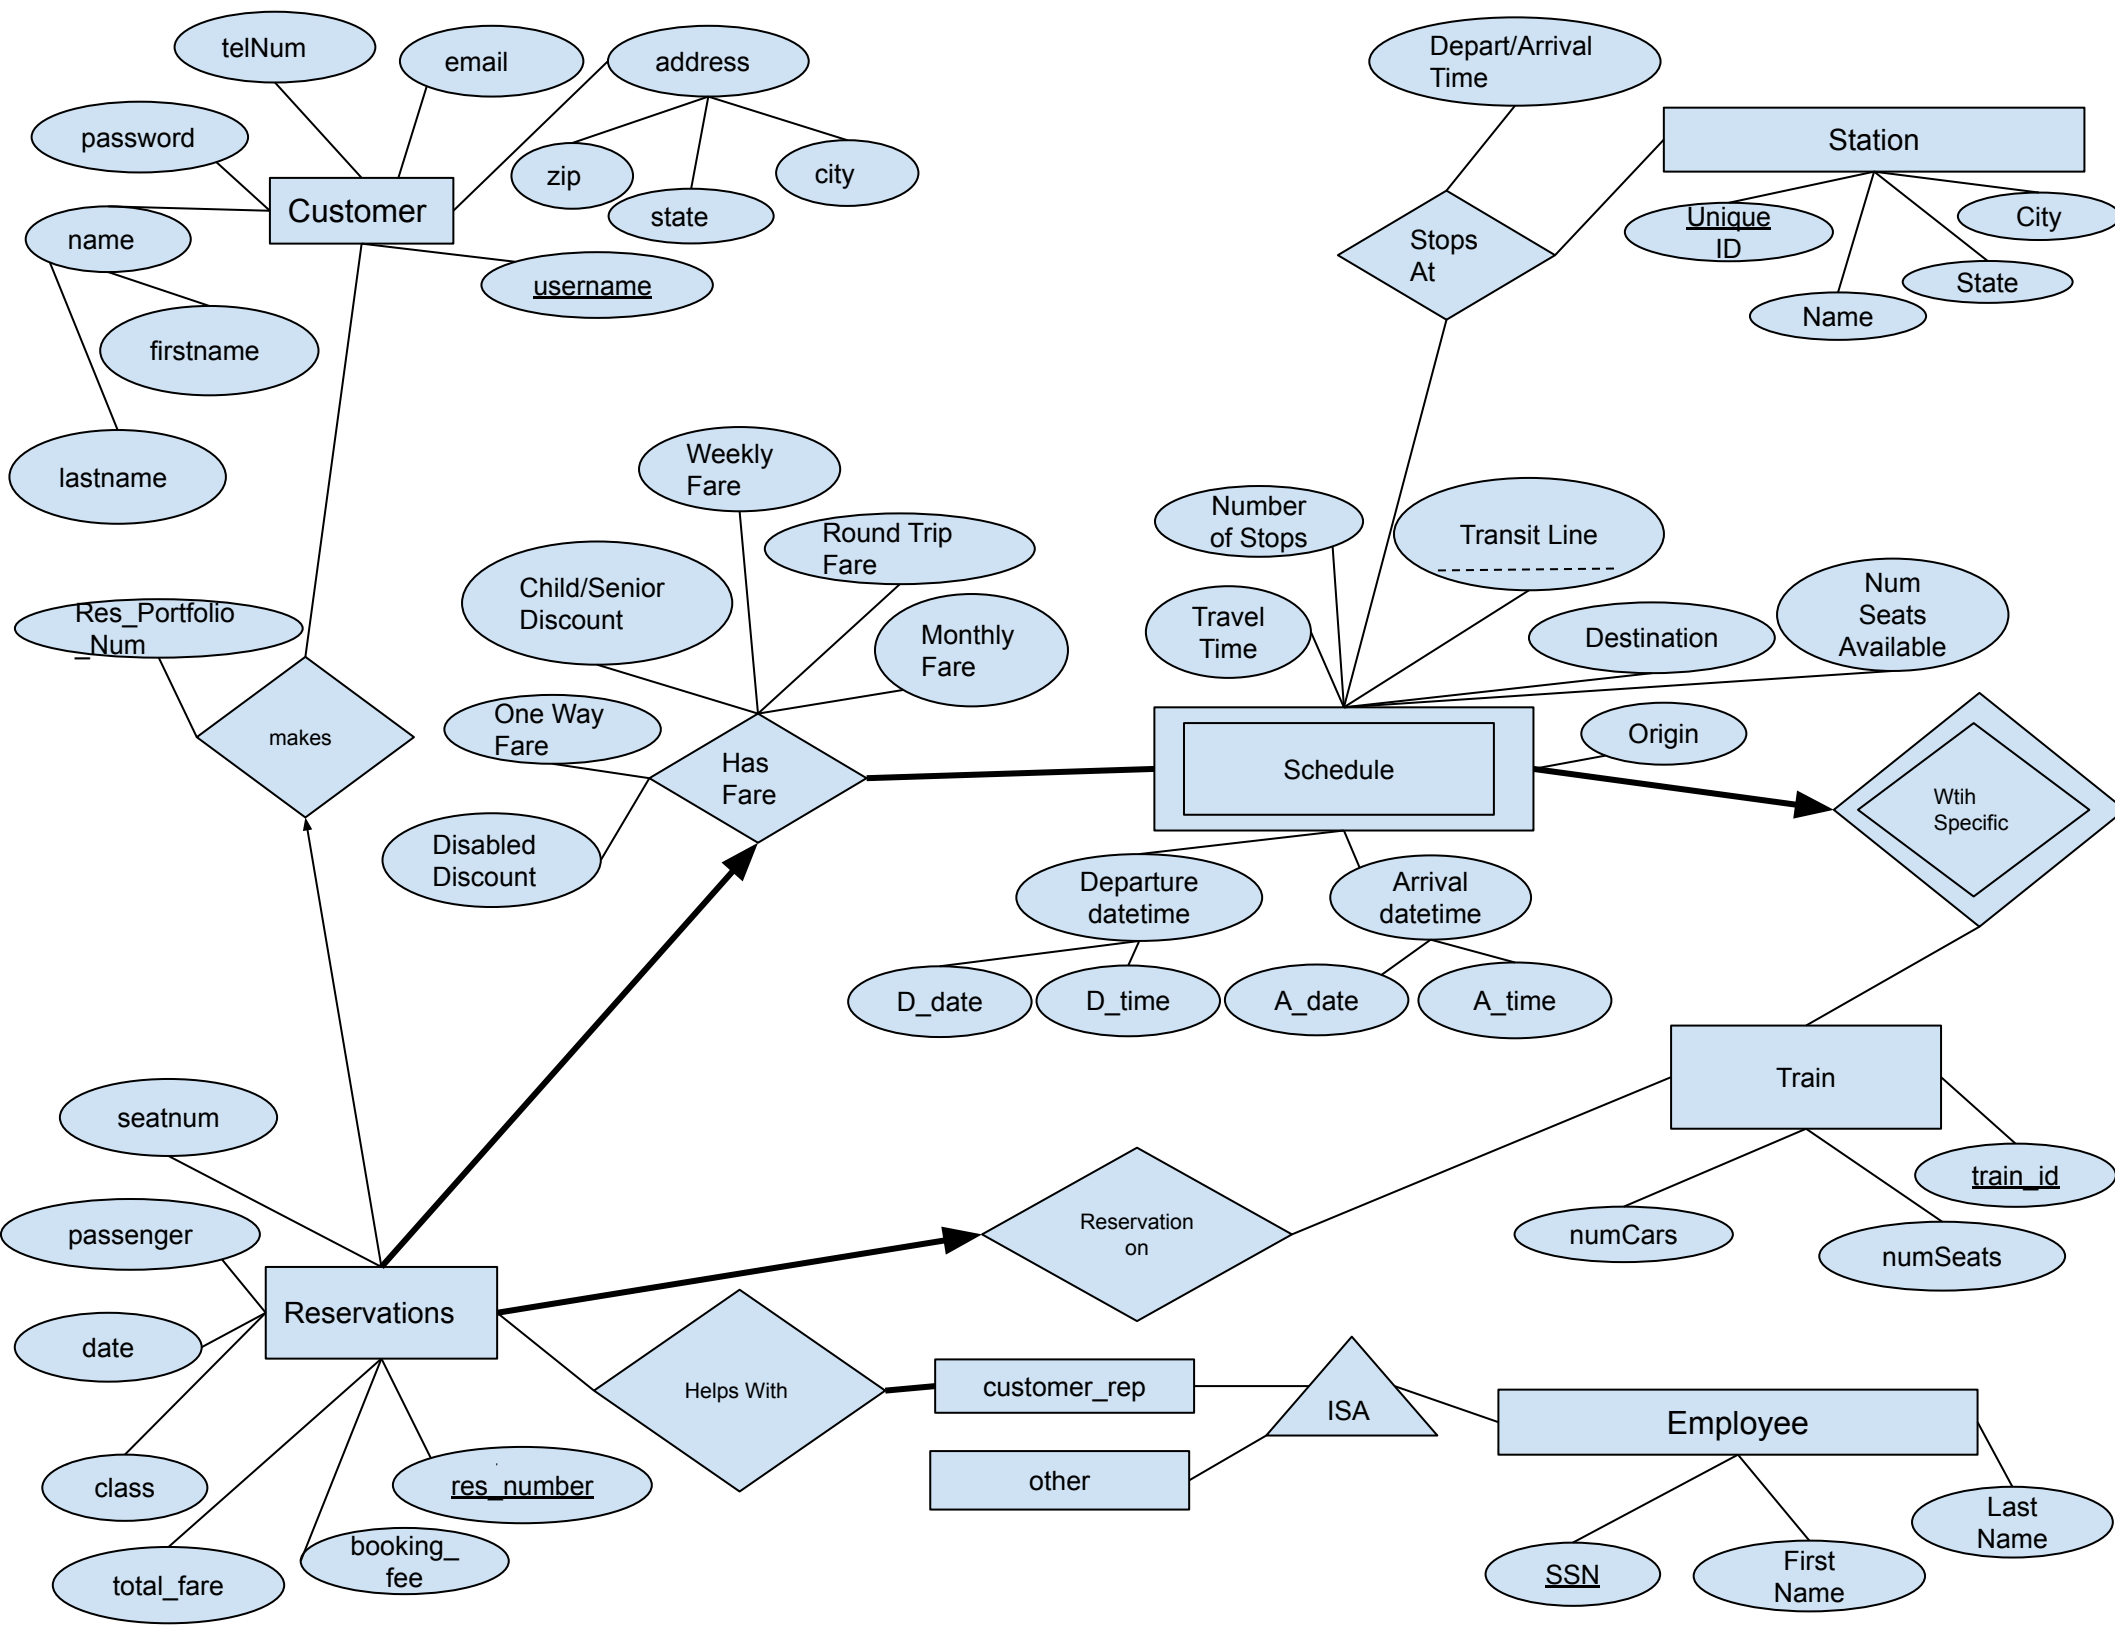 telNum
email
address
Depart/Arrival
Time
password
Station
zip
city
Customer
state
name
Unique
ID
City
Stops
At
username
State
Name
firstname
lastname
Weekly
Fare
Number
of Stops
Transit Line
Round Trip
Fare
Child/Senior
Discount
Num
Seats
Available
Res_Portfolio
_Num
Travel
Time
Destination
Monthly
Fare
One Way
Fare
makes
Has
Fare
Schedule
Origin
Wtih
Specific
Disabled
Discount
Departure
datetime
Arrival
datetime
D_date
D_time
A_date
A_time
Train
seatnum
train_id
passenger
Reservation
on
numCars
numSeats
Reservations
date
Helps With
customer_rep
ISA
Employee
other
class
res_number
Last
Name
booking_
fee
total_fare
SSN
First
Name